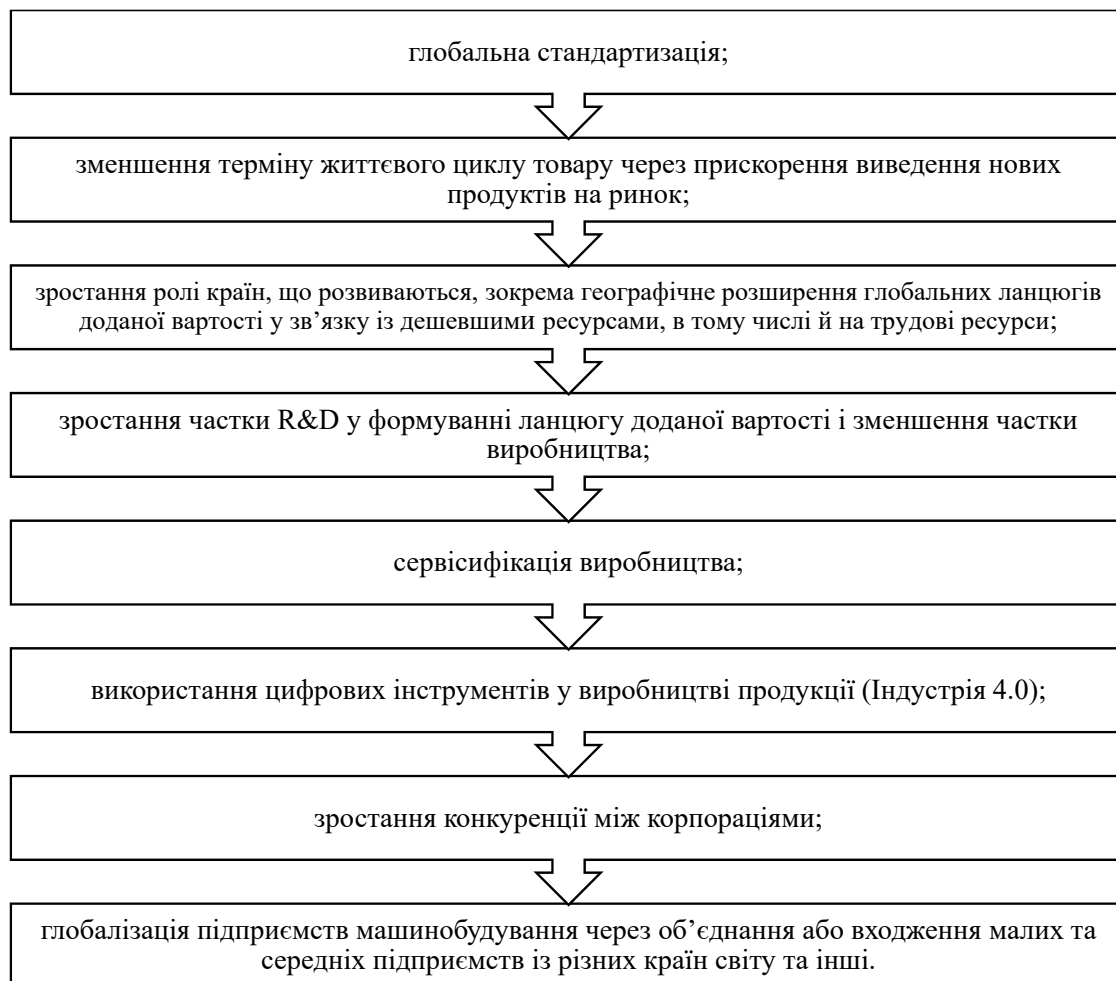 глобальна стандартизація;
зменшення терміну життєвого циклу товару через прискорення виведення нових
продуктів на ринок;
зростання ролі країн, що розвиваються, зокрема географічне розширення глобальних ланцюгів
доданої вартості у зв’язку із дешевшими ресурсами, в тому числі й на трудові ресурси;
зростання частки R&D у формуванні ланцюгу доданої вартості і зменшення частки
виробництва;
сервісифікація виробництва;
використання цифрових інструментів у виробництві продукції (Індустрія 4.0);
зростання конкуренції між корпораціями;
глобалізація підприємств машинобудування через об’єднання або входження малих та
середніх підприємств із різних країн світу та інші.